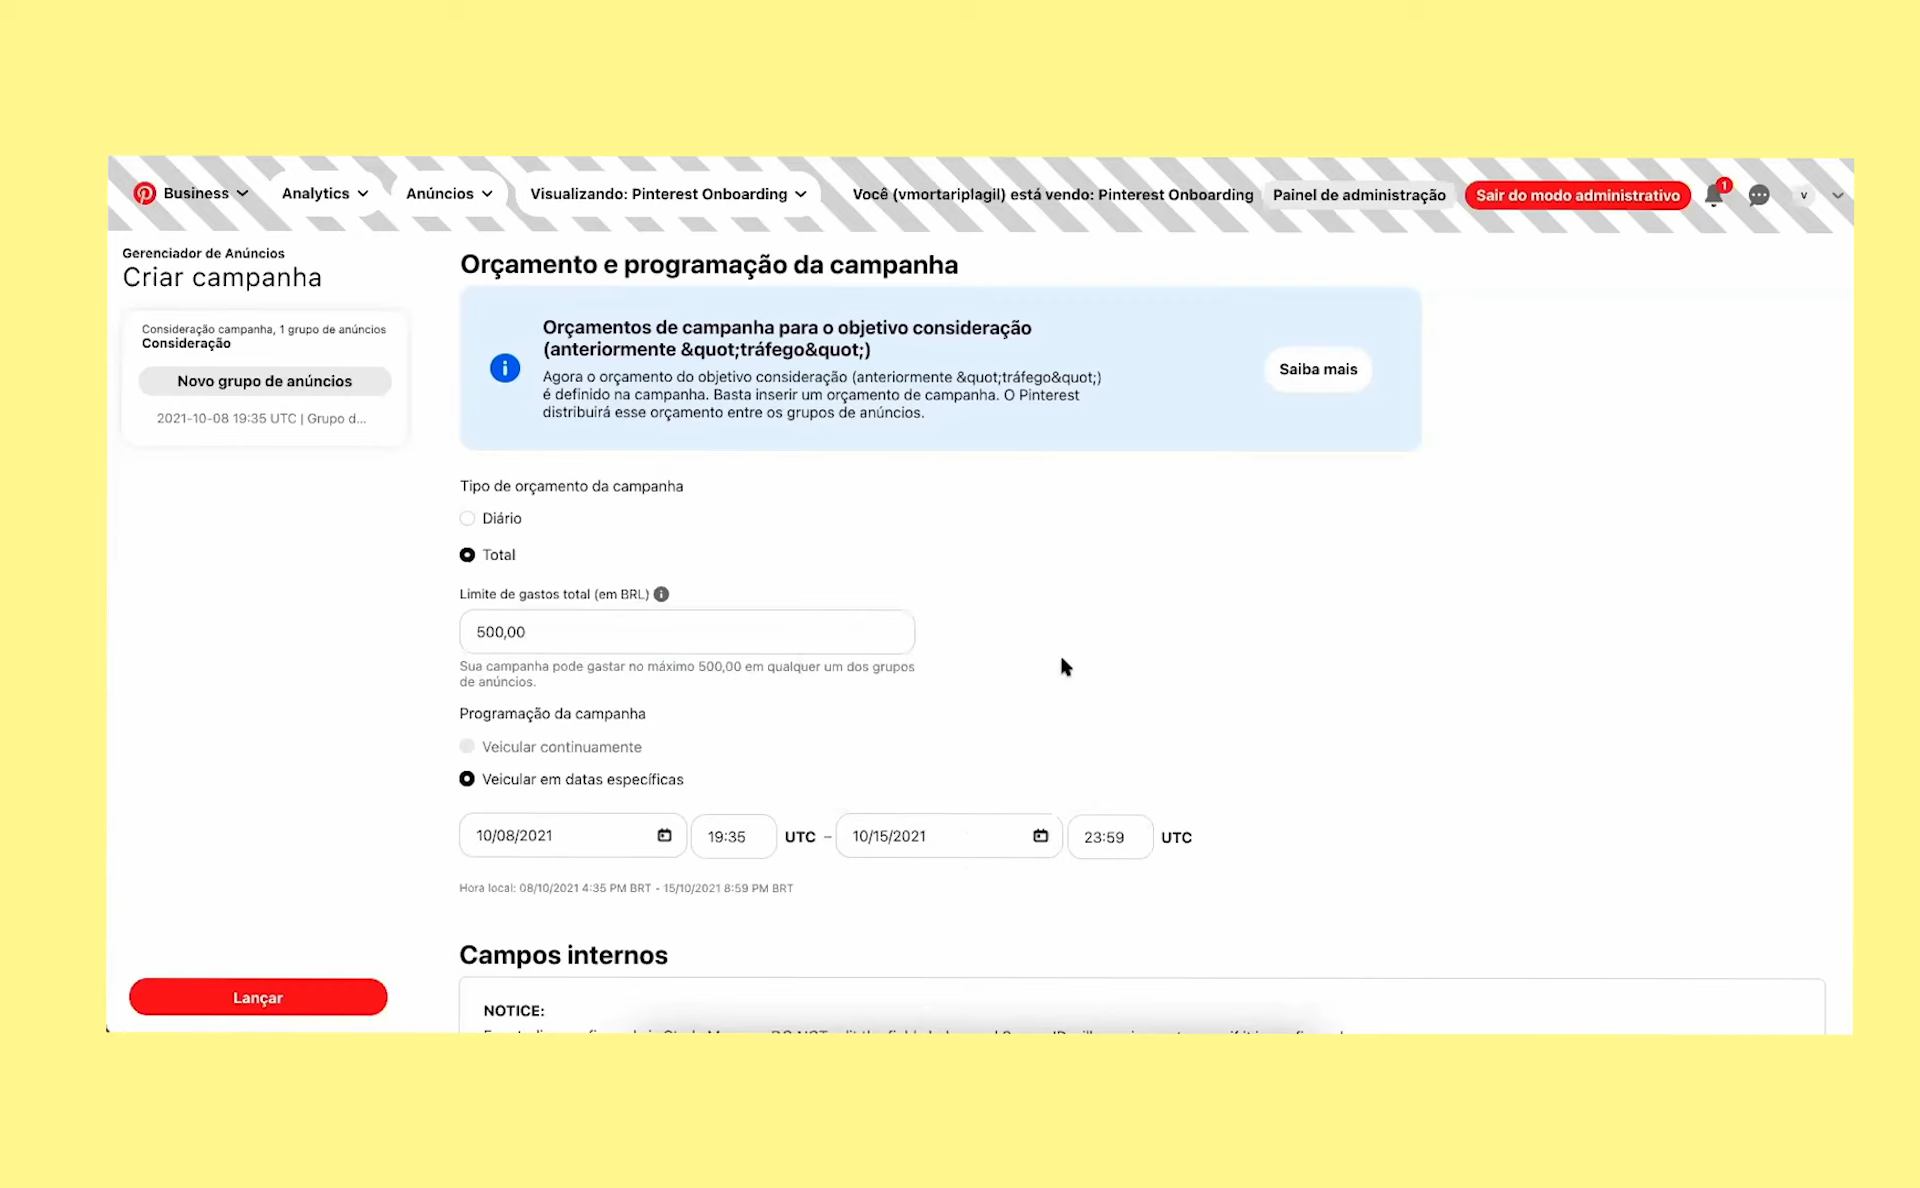 Business
Analytics
Anúncios
Visualizando: Pinterest Onboarding
Você (vmortariplagil) está vendo: Pinterest Onboarding
Painel de administração
Sair do modo administrativo
1
v
Gerenciador de Anúncios
Criar campanha
Consideração campanha, 1 grupo de anúncios
Consideração
Novo grupo de anúncios
2021-10-08 19:35 UTC | Grupo d...
Lançar
Orçamento e programação da campanha
Orçamentos de campanha para o objetivo consideração
(anteriormente &quot;tráfego&quot;)
Agora o orçamento do objetivo consideração (anteriormente &quot;tráfego&quot;)
é definido na campanha. Basta inserir um orçamento de campanha. O Pinterest
distribuirá esse orçamento entre os grupos de anúncios.
Saiba mais
Tipo de orçamento da campanha
Diário
Total
Limite de gastos total (em BRL)
500,00
Sua campanha pode gastar no máximo 500,00 em qualquer um dos grupos
de anúncios.
Programação da campanha
Veicular continuamente
Veicular em datas específicas
10/08/2021 19:35 UTC – 10/15/2021 23:59 UTC
Hora local: 08/10/2021 4:35 PM BRT - 15/10/2021 8:59 PM BRT
Campos internos
NOTICE: